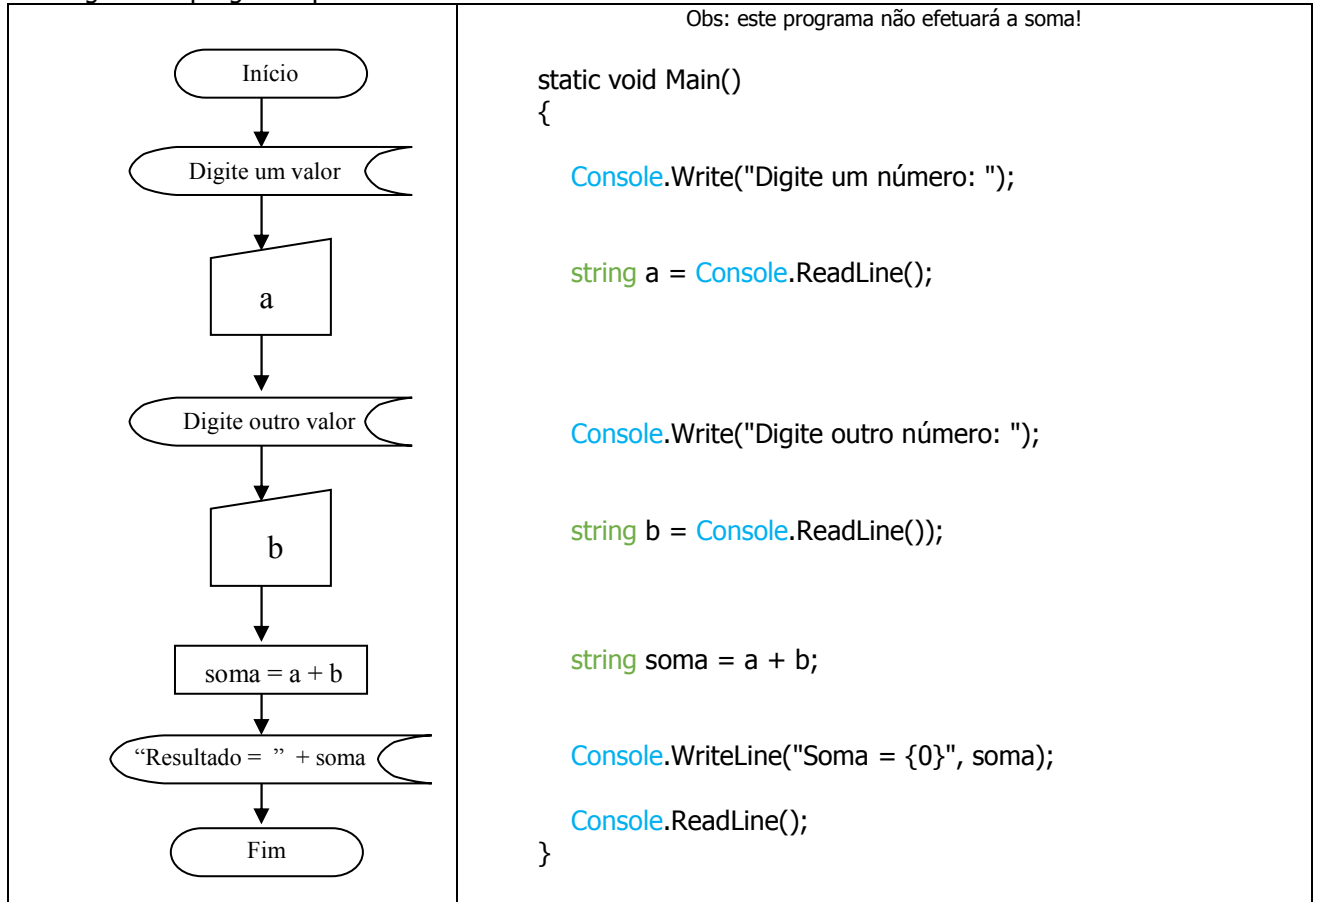 Obs: este programa não efetuará a soma!
Início
Digite um valor
a
Digite outro valor
b
soma = a + b
“Resultado =  ” + soma
Fim
static void Main()
{
Console.Write("Digite um número: ");
string a = Console.ReadLine();
Console.Write("Digite outro número: ");
string b = Console.ReadLine());
string soma = a + b;
Console.WriteLine("Soma = {0}", soma);
Console.ReadLine();
}